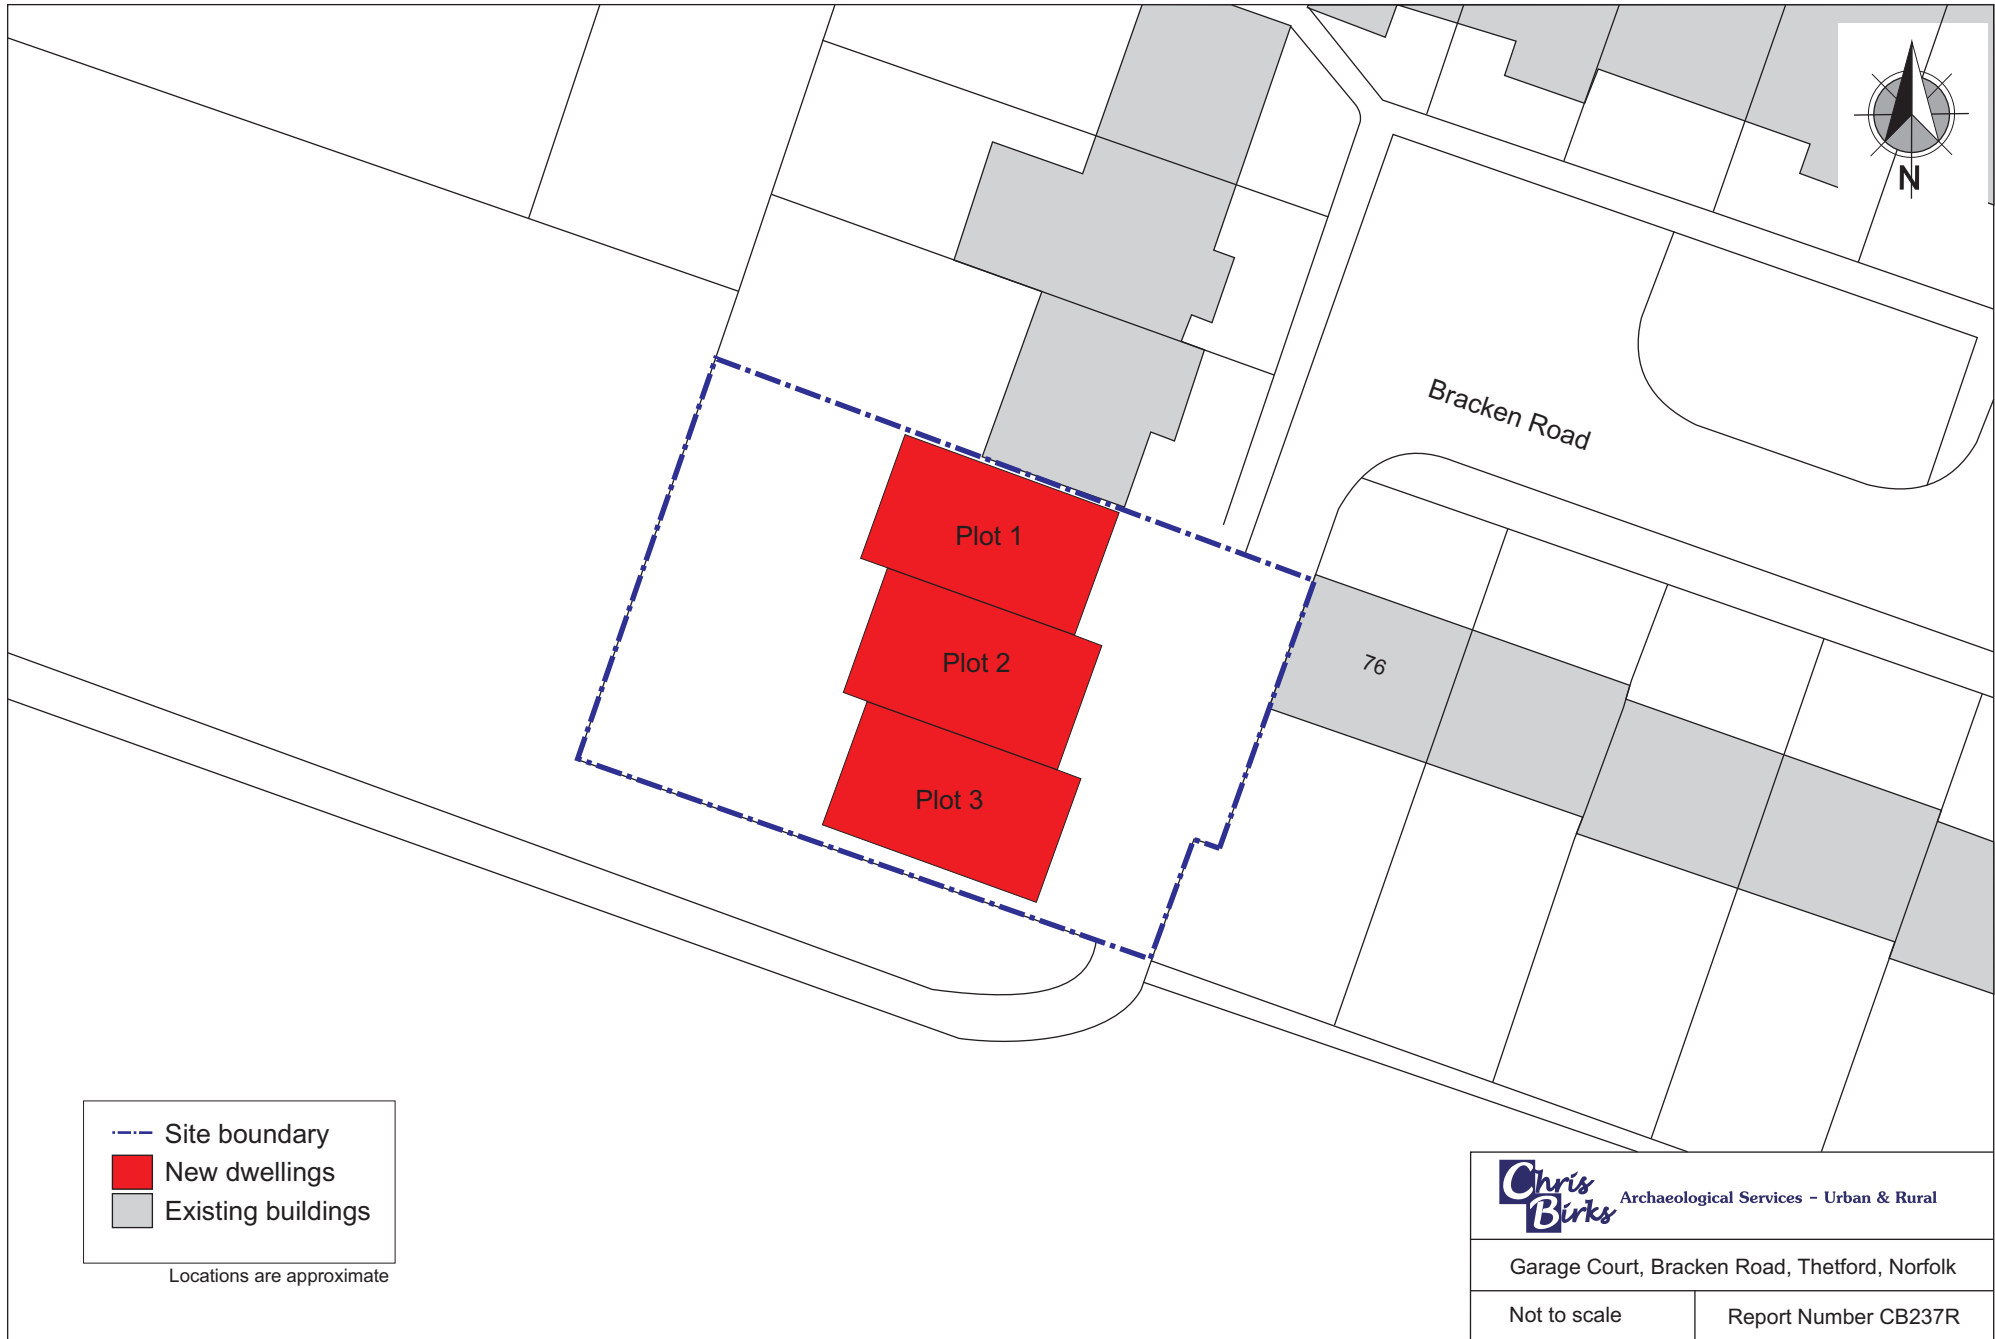 N
Bracken Road
Plot 1
Plot 2
76
Plot 3
Site boundary
New dwellings
Existing buildings
Locations are approximate
Chris Birks
Archaeological Services - Urban & Rural
Garage Court, Bracken Road, Thetford, Norfolk
Not to scale
Report Number CB237R